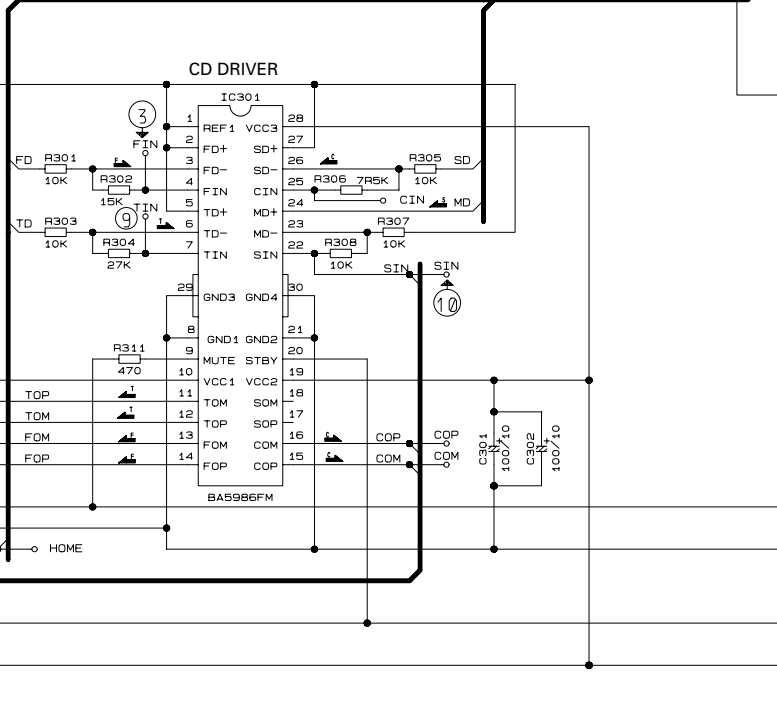 CD DRIVER
IC301
3
FIN
1 REF1 VCC3 28
2 FD+ SD+ 27
FD R301 10K F 3 FD- SD- 26 C R305 10K SD
R302 15K 4 FIN CIN 25 R306 7R5K
TIN 5 TD+ MD+ 24 CIN S MD
9
TD R303 10K T 6 TD- MD- 23 R307 10K
R304 27K 7 TIN SIN 22 R308 10K
SIN SIN
10
29 GND3 GND4 30
8 GND1 GND2 21
R311 470 9 MUTE STBY 20
10 VCC1 VCC2 19
TOP T 11 TOM SOM 18
TOM T 12 TOP SOP 17
FOM F 13 FOM COM 16 C COP COP
FOP F 14 FOP COP 15 C COM COM
C301 100/10 + C302 100/10 +
BA5986FM
HOME